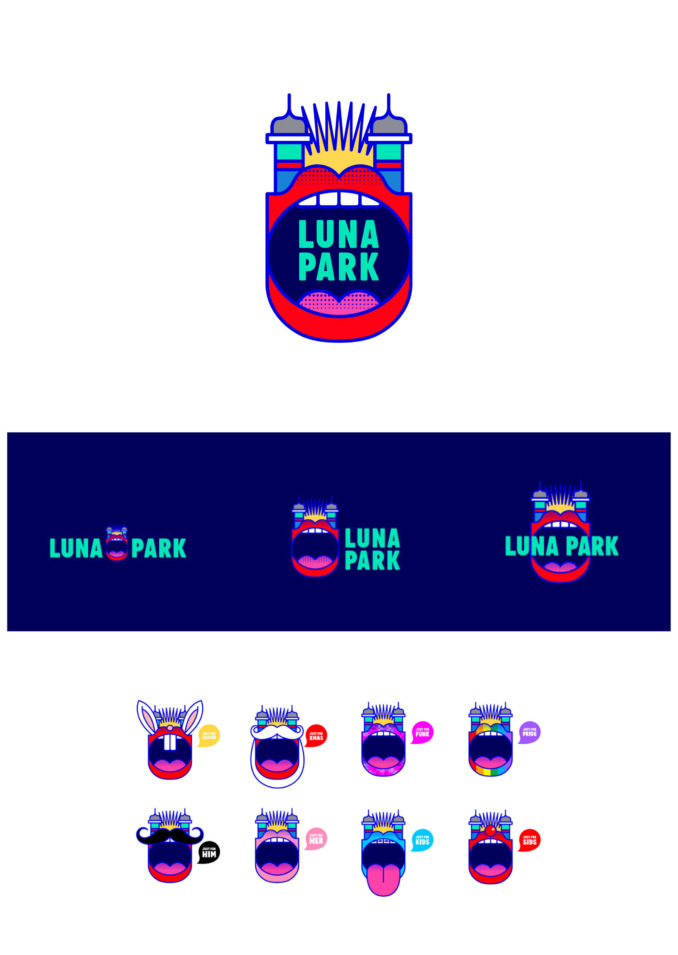 LUNA
PARK
LUNA PARK
LUNA
PARK
LUNA PARK
JUST FOR
EASTER
JUST FOR
XMAS
JUST FOR
FUNK
JUST FOR
PRIDE
JUST FOR
HIM
JUST FOR
HER
JUST FOR
KIDS
JUST FOR
SIDS